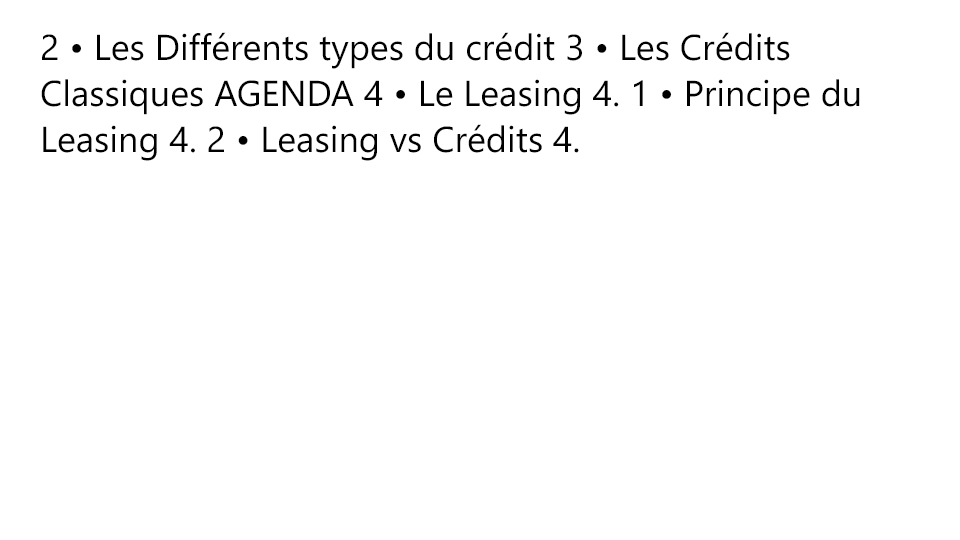 2 • Les Différents types du crédit 3 • Les Crédits
Classiques AGENDA 4 • Le Leasing 4. 1 • Principe du
Leasing 4. 2 • Leasing vs Crédits 4.